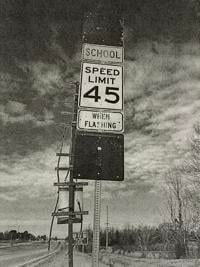 SCHOOL
SPEED
LIMIT
45
WHEN
FLASHING